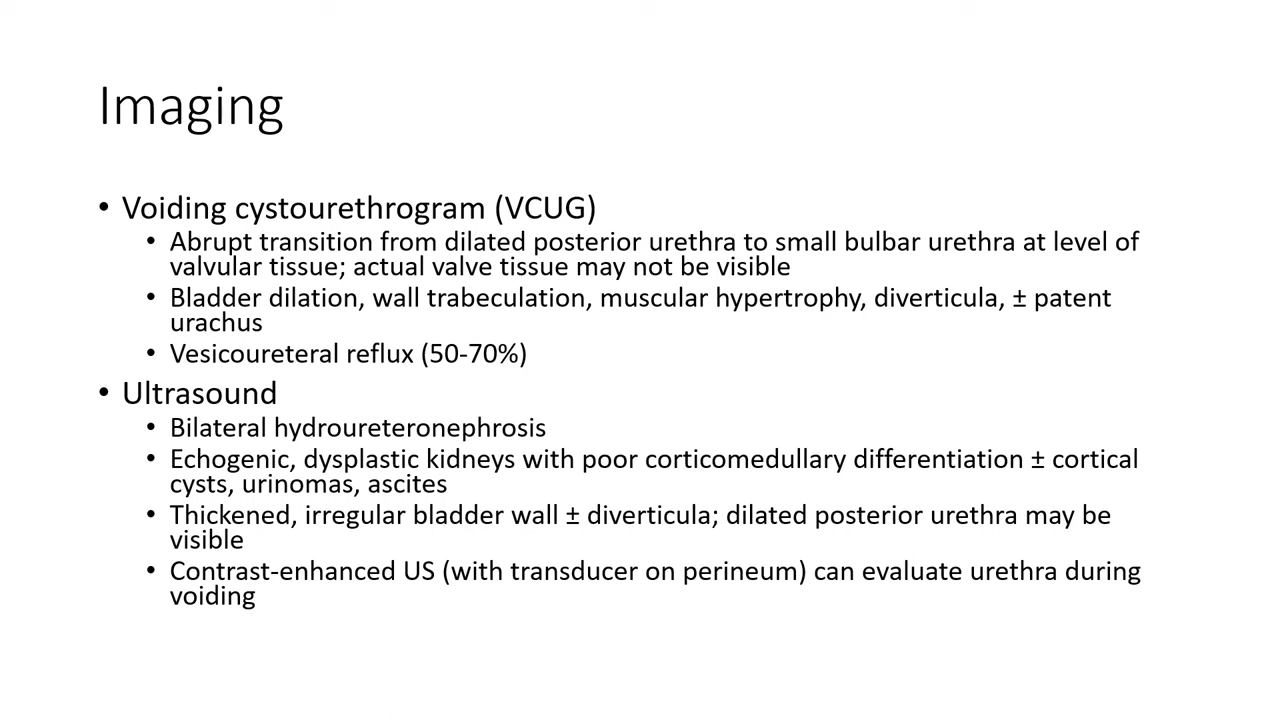 Imaging
• Voiding cystourethrogram (VCUG)
• Abrupt transition from dilated posterior urethra to small bulbar urethra at level of
valvular tissue; actual valve tissue may not be visible
• Bladder dilation, wall trabeculation, muscular hypertrophy, diverticula, ± patent
urachus
• Vesicoureteral reflux (50-70%)
• Ultrasound
• Bilateral hydroureteronephrosis
• Echogenic, dysplastic kidneys with poor corticomedullary differentiation ± cortical
cysts, urinomas, ascites
• Thickened, irregular bladder wall ± diverticula; dilated posterior urethra may be
visible
• Contrast-enhanced US (with transducer on perineum) can evaluate urethra during
voiding